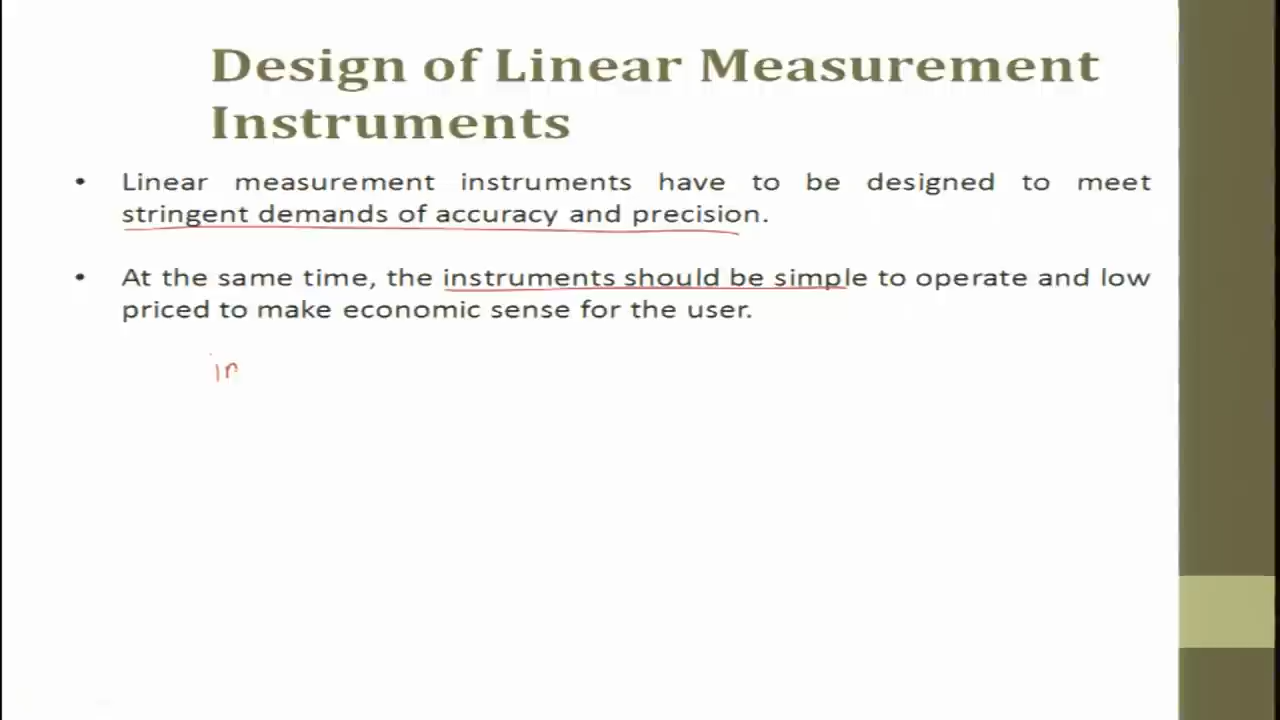 Design of Linear Measurement
Instruments
• Linear measurement instruments have to be designed to meet
stringent demands of accuracy and precision.
• At the same time, the instruments should be simple to operate and low
priced to make economic sense for the user.
in